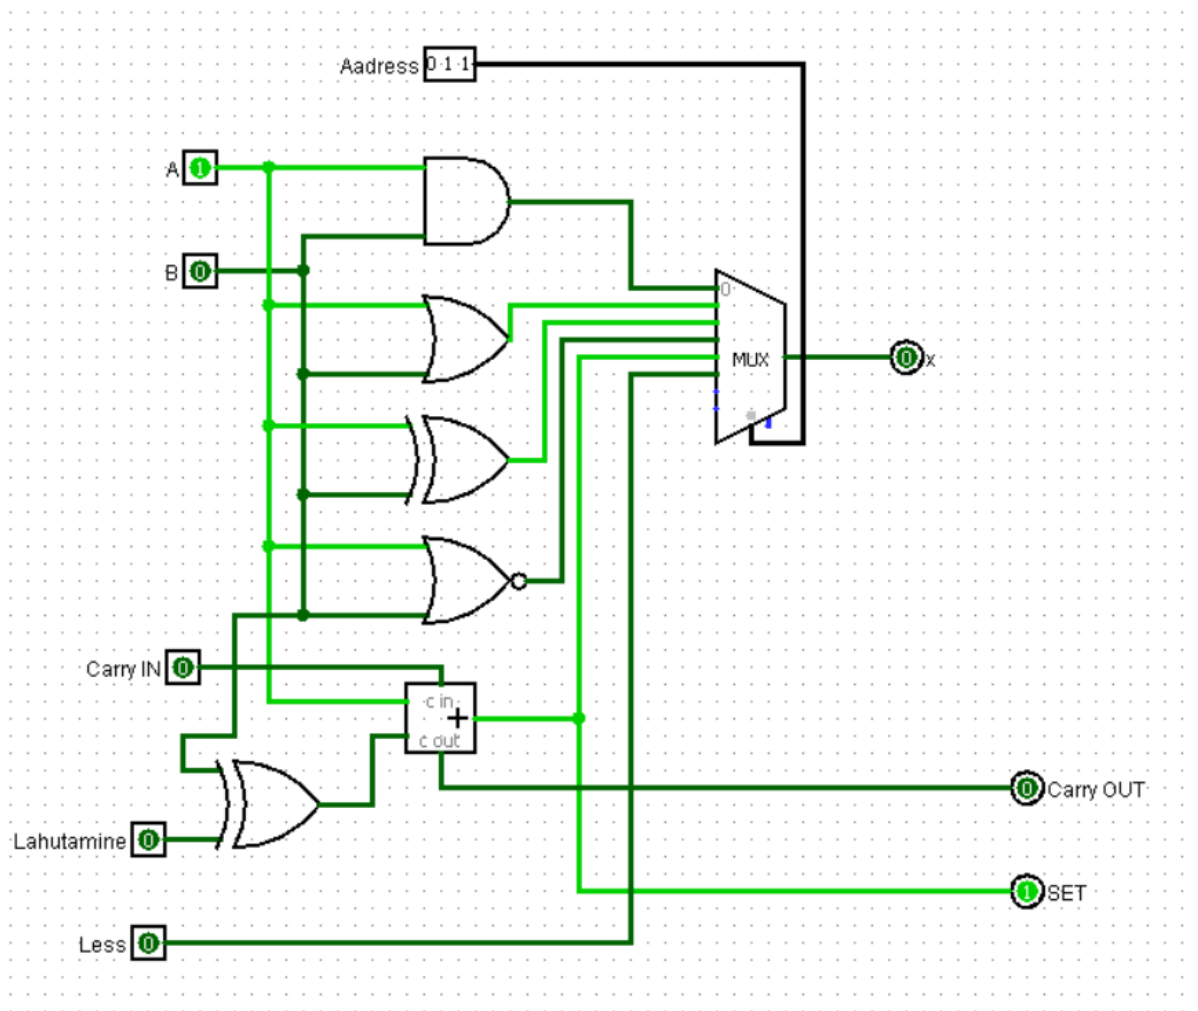 Aadress 0 1 1
A 1
B 0
0
MUX
0 x
Carry IN 0
c in
+
c out
0 Carry OUT
Lahutamine 0
1 SET
Less 0